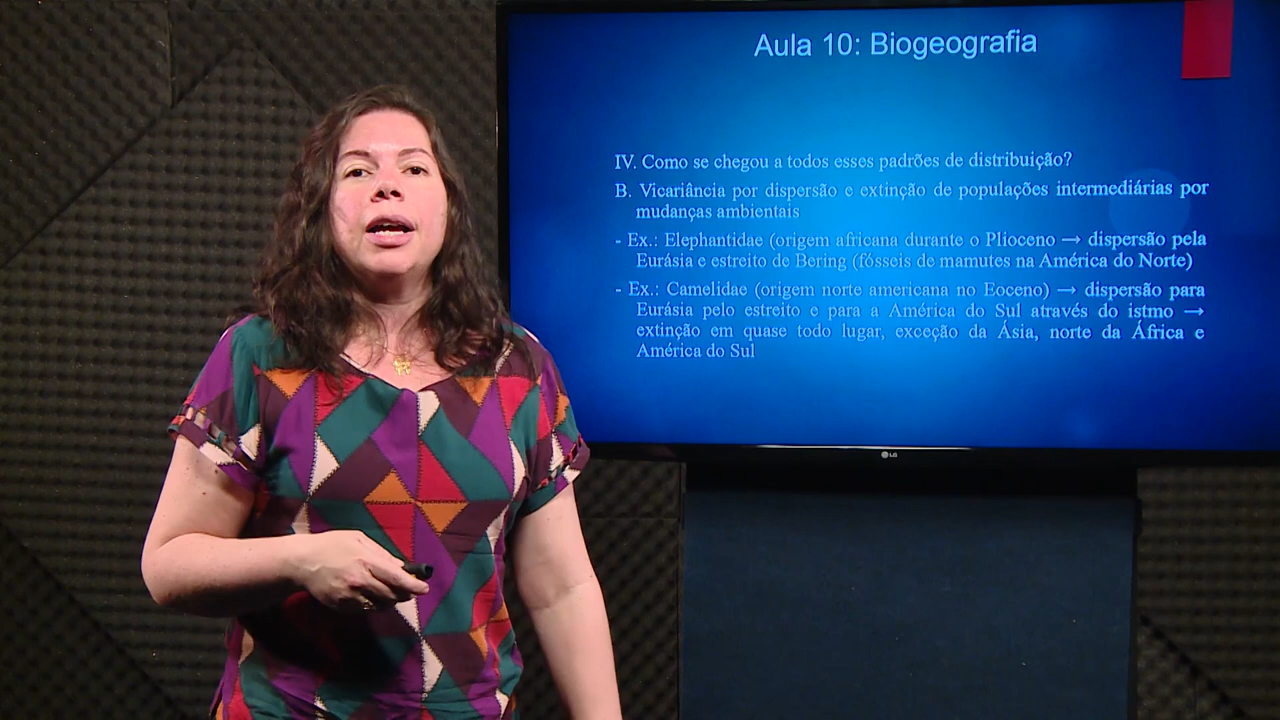 Aula 10: Biogeografia
IV. Como se chegou a todos esses padrões de distribuição?
B. Vicariância por dispersão e extinção de populações intermediárias por
mudanças ambientais
- Ex.: Elephantidae (origem africana durante o Plioceno → dispersão pela
Eurásia e estreito de Bering (fósseis de mamutes na América do Norte)
- Ex.: Camelidae (origem norte americana no Eoceno) → dispersão para
Eurásia pelo estreito e para a América do Sul através do istmo →
extinção em quase todo lugar, exceção da Ásia, norte da África e
América do Sul
LG